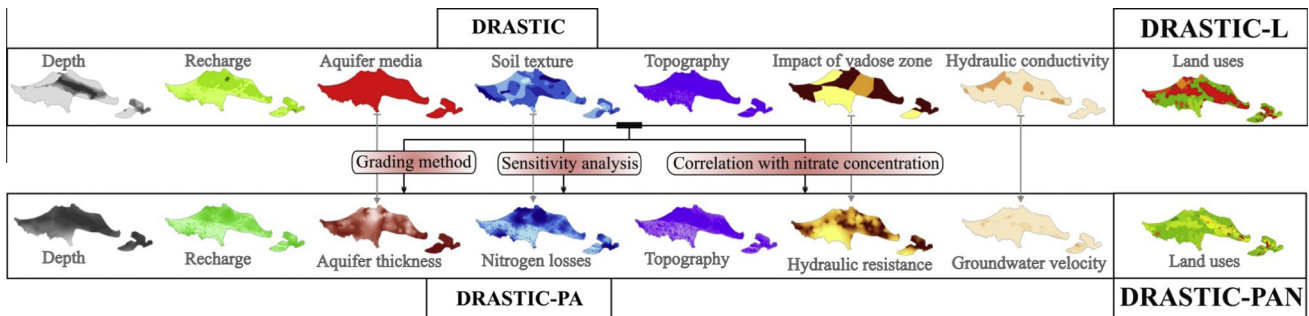 DRASTIC
DRASTIC-L
Depth
Recharge
Aquifer media
Soil texture
Topography
Impact of vadose zone
Hydraulic conductivity
Land uses
Grading method
Sensitivity analysis
Correlation with nitrate concentration
Depth
Recharge
Aquifer thickness
Nitrogen losses
Topography
Hydraulic resistance
Groundwater velocity
Land uses
DRASTIC-PA
DRASTIC-PAN